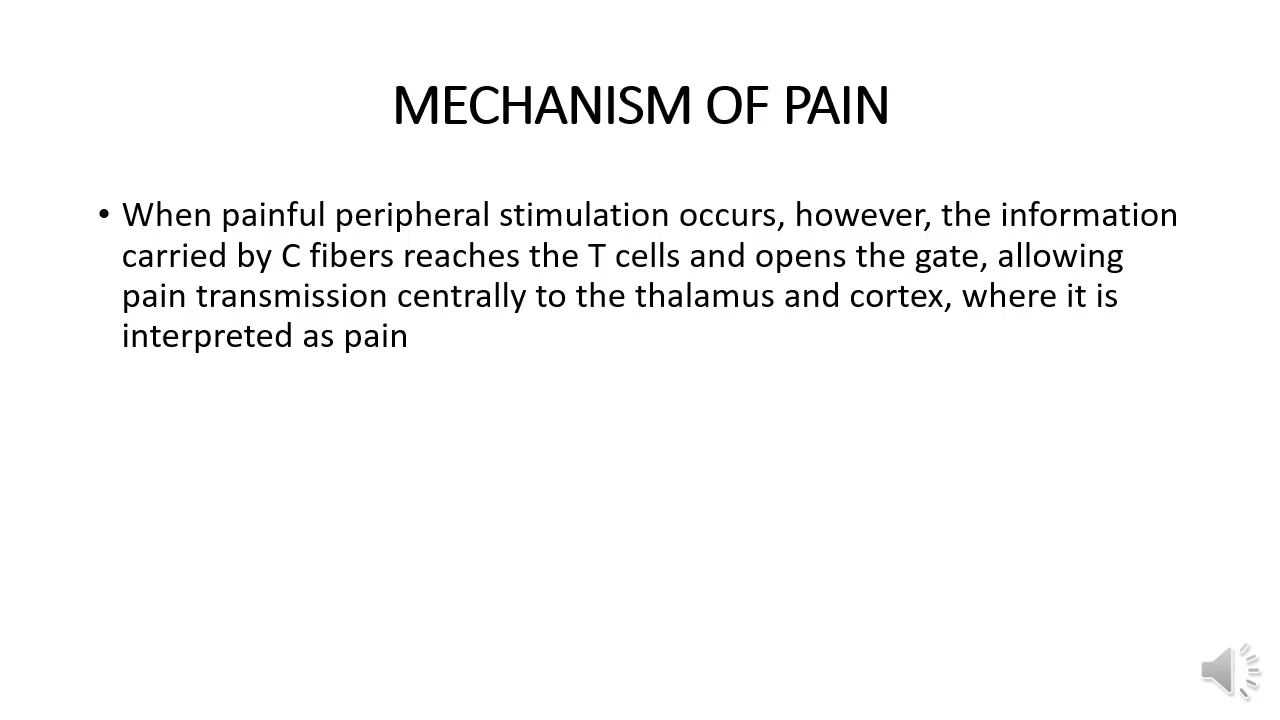 MECHANISM OF PAIN
• When painful peripheral stimulation occurs, however, the information
carried by C fibers reaches the T cells and opens the gate, allowing
pain transmission centrally to the thalamus and cortex, where it is
interpreted as pain